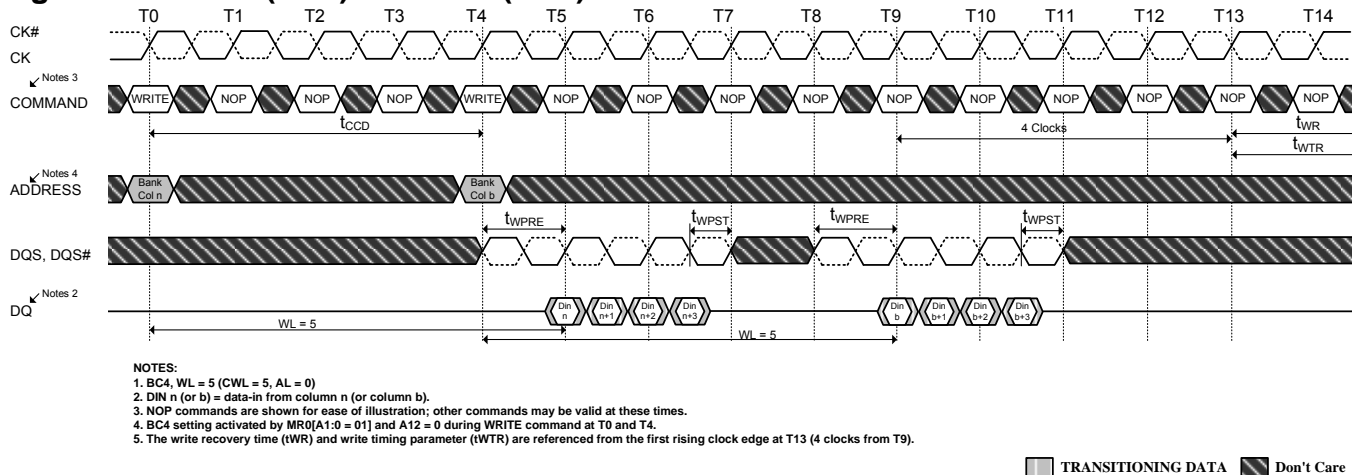 T0 T1 T2 T3 T4 T5 T6 T7 T8 T9 T10 T11 T12 T13 T14
CK#
CK
Notes 3
COMMAND WRITE NOP NOP NOP WRITE NOP NOP NOP NOP NOP NOP NOP NOP NOP NOP
tCCD 4 Clocks tWR
tWTR
Notes 4
ADDRESS Bank Col n Bank Col b
tWPRE tWPST tWPRE tWPST
DQS, DQS#
Notes 2
DQ Din n Din n+1 Din n+2 Din n+3 Din b Din b+1 Din b+2 Din b+3
WL = 5 WL = 5
NOTES:
1. BC4, WL = 5 (CWL = 5, AL = 0)
2. DIN n (or b) = data-in from column n (or column b).
3. NOP commands are shown for ease of illustration; other commands may be valid at these times.
4. BC4 setting activated by MR0[A1:0 = 01] and A12 = 0 during WRITE command at T0 and T4.
5. The write recovery time (tWR) and write timing parameter (tWTR) are referenced from the first rising clock edge at T13 (4 clocks from T9).
TRANSITIONING DATA Don't Care